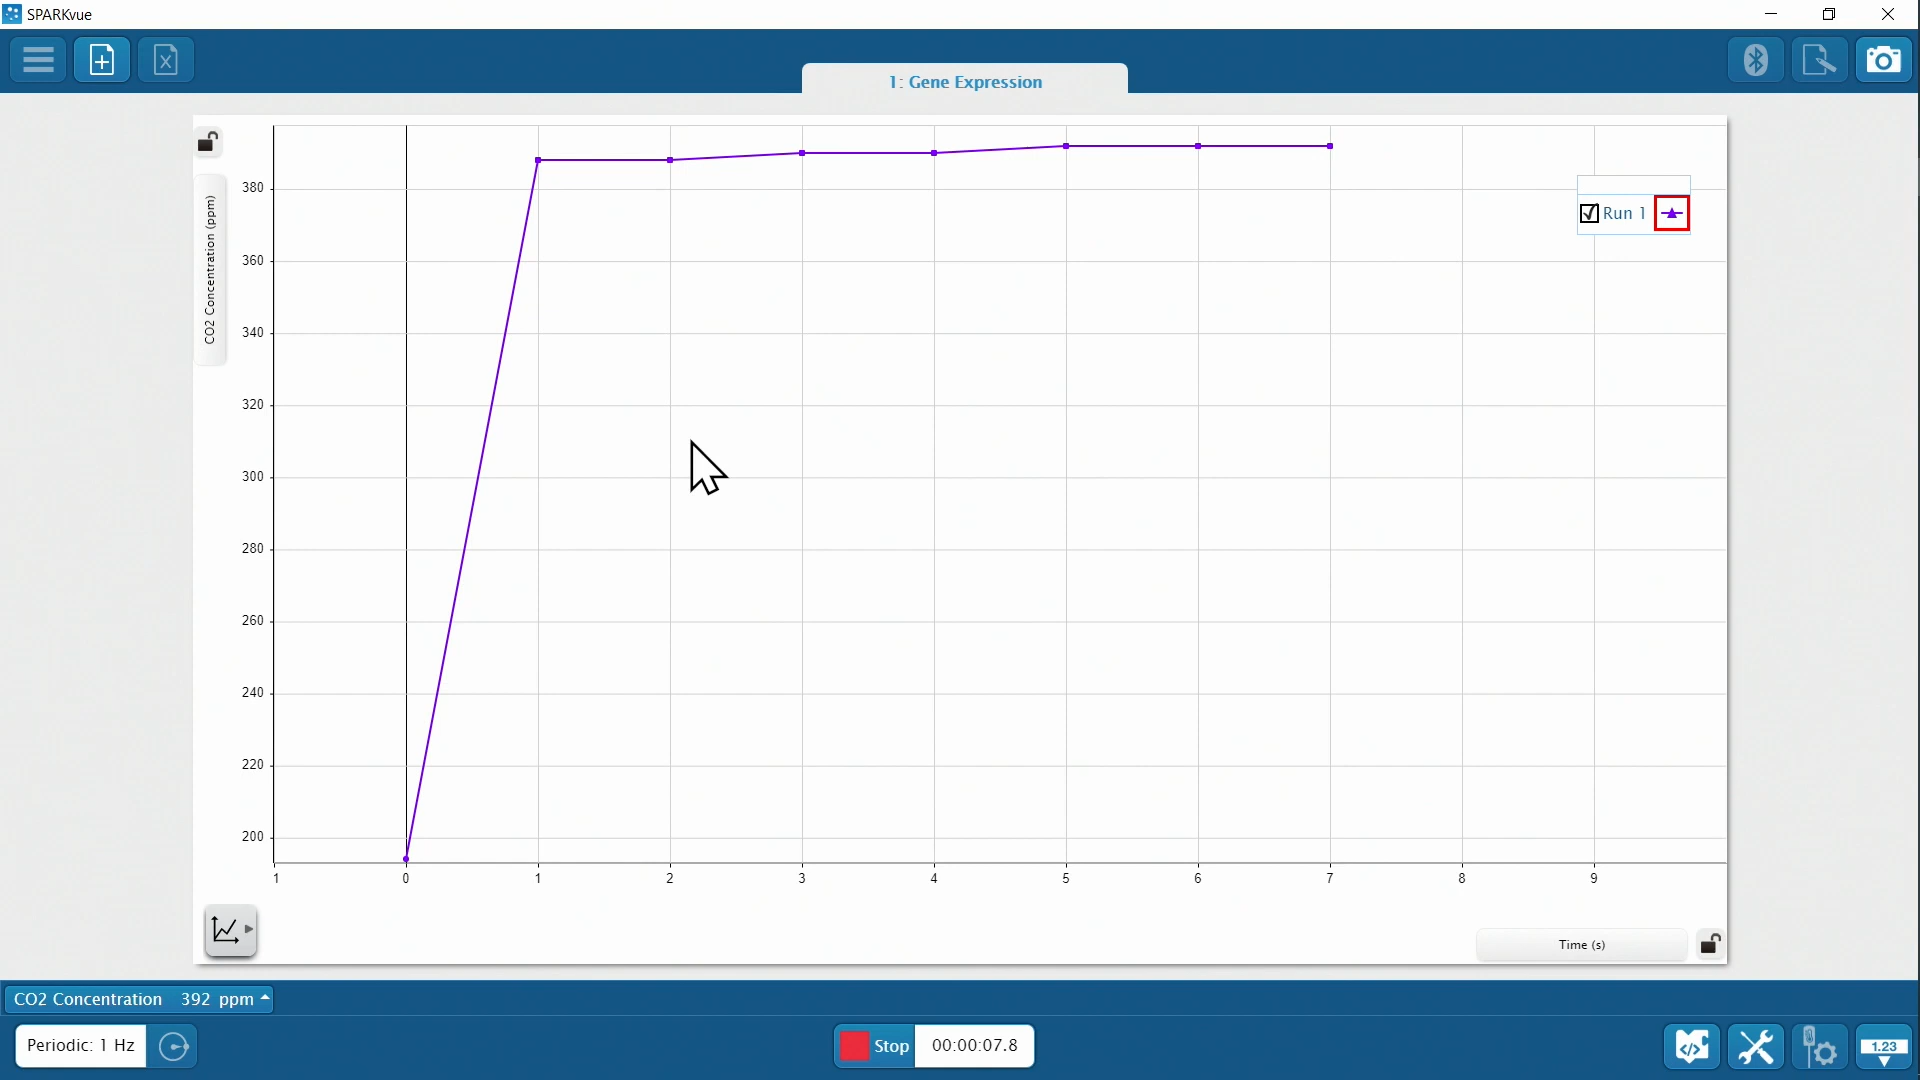 SPARKvue
1: Gene Expression
CO2 Concentration (ppm)
380
360
340
320
300
280
260
240
220
200
Run 1
1 0 1 2 3 4 5 6 7 8 9
Time (s)
CO2 Concentration 392 ppm
Periodic: 1 Hz
Stop 00:00:07.8
1.23